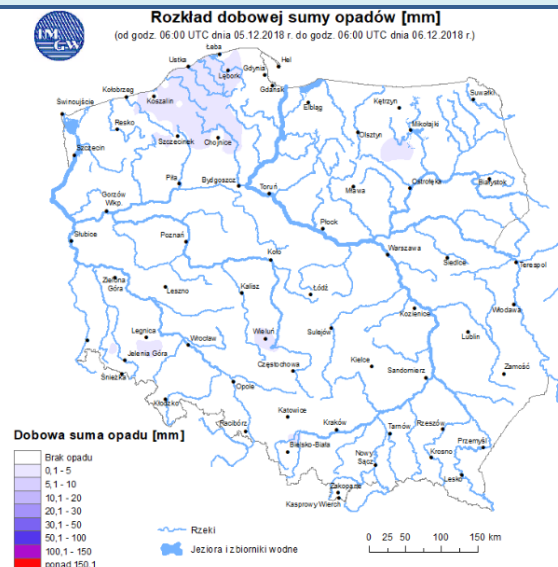 Rozkład dobowej sumy opadów [mm]
(od godz. 06:00 UTC dnia 05.12.2018 r. do godz. 06:00 UTC dnia 06.12.2018 r.)
IM
GW
Łeba
Ustka
Hel
Gdynia
Lębork
Gdańsk
Kołobrzeg
Koszalin
Świnoujście
Elbląg
Kętrzyn
Suwałki
Resko
Mikołajki
Olsztyn
Szczecinek
Chojnice
Szczecin
Piła
Bydgoszcz
Toruń
Mława
Ostrołęka
Białystok
Gorzów
Wlkp.
Płock
Słubice
Poznań
Koło
Warszawa
Siedlce
Terespol
Zielona
Góra
Leszno
Kalisz
Łódź
Kozienice
Włodawa
Legnica
Wrocław
Wieluń
Sulejów
Lublin
Jelenia Góra
Śnieżka
Częstochowa
Kielce
Sandomierz
Zamość
Opole
Kłodzko
Katowice
Racibórz
Kraków
Tarnów
Rzeszów
Przemyśl
Bielsko-Biała
Nowy
Sącz
Krosno
Lesko
Zakopane
Kasprowy Wierch
Dobowa suma opadu [mm]
Brak opadu
0,1 - 5
5,1 - 10
10,1 - 20
20,1 - 30
30,1 - 50
50,1 - 100
100,1 - 150
ponad 150,1
Rzeki
Jeziora i zbiorniki wodne
0 25 50 100 150 km